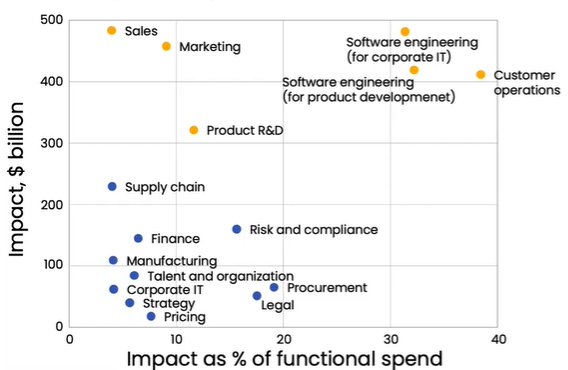 500
Sales
Marketing
Software engineering
(for corporate IT)
Customer
operations
400
Software engineering
(for product developmenet)
300
Product R&D
Supply chain
200
Risk and compliance
Finance
Manufacturing
100
Talent and organization
Corporate IT
Procurement
Strategy
Legal
Pricing
0
0
10
20
30
40
Impact, $ billion
Impact as % of functional spend